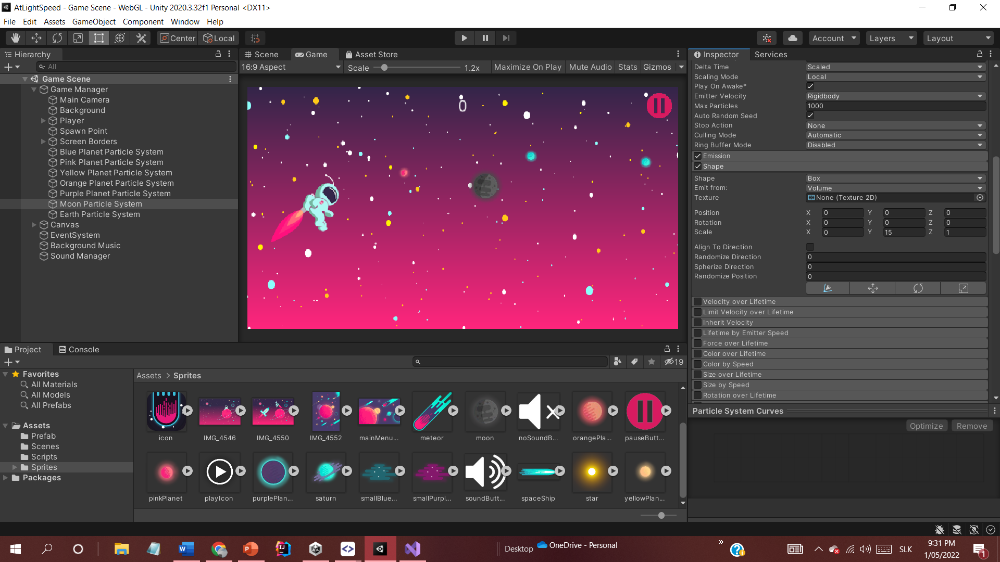 AtLightSpeed - Game Scene - WebGL - Unity 2020.3.32f1 Personal <DX11>
File Edit Assets GameObject Component Window Help
Center Local Account Layers Layout
Hierarchy
All
Game Scene
Game Manager
Main Camera
Background
Player
Spawn Point
Screen Borders
Blue Planet Particle System
Pink Planet Particle System
Yellow Planet Particle System
Orange Planet Particle System
Purple Planet Particle System
Moon Particle System
Earth Particle System
Canvas
EventSystem
Background Music
Sound Manager
Scene Game Asset Store
16:9 Aspect Scale 1.2x Maximize On Play Mute Audio Stats Gizmos
0
Inspector Services
Delta Time Scaled
Scaling Mode Local
Play On Awake*
Emitter Velocity Rigidbody
Max Particles 1000
Auto Random Seed
Stop Action None
Culling Mode Automatic
Ring Buffer Mode Disabled
Emission
Shape
Shape Box
Emit from: Volume
Texture None (Texture 2D)
Position X 0 Y 0 Z 0
Rotation X 0 Y 0 Z 0
Scale X 0 Y 15 Z 1
Align To Direction
Randomize Direction 0
Spherize Direction 0
Randomize Position 0
Velocity over Lifetime
Limit Velocity over Lifetime
Inherit Velocity
Lifetime by Emitter Speed
Force over Lifetime
Color over Lifetime
Color by Speed
Size over Lifetime
Size by Speed
Rotation over Lifetime
Particle System Curves
Optimize Remove
Project Console
19
Favorites
All Materials
All Models
All Prefabs
Assets
Prefab
Scenes
Scripts
Sprites
Packages
Assets > Sprites
icon IMG_4546 IMG_4550 IMG_4552 mainMenu... meteor moon noSoundB... orangePla... pauseButt...
pinkPlanet playIcon purplePlan... saturn smallBlue... smallPurpl... soundButt... spaceShip star yellowPlan...
Desktop OneDrive - Personal
SLK
9:31 PM
1/05/2022
1